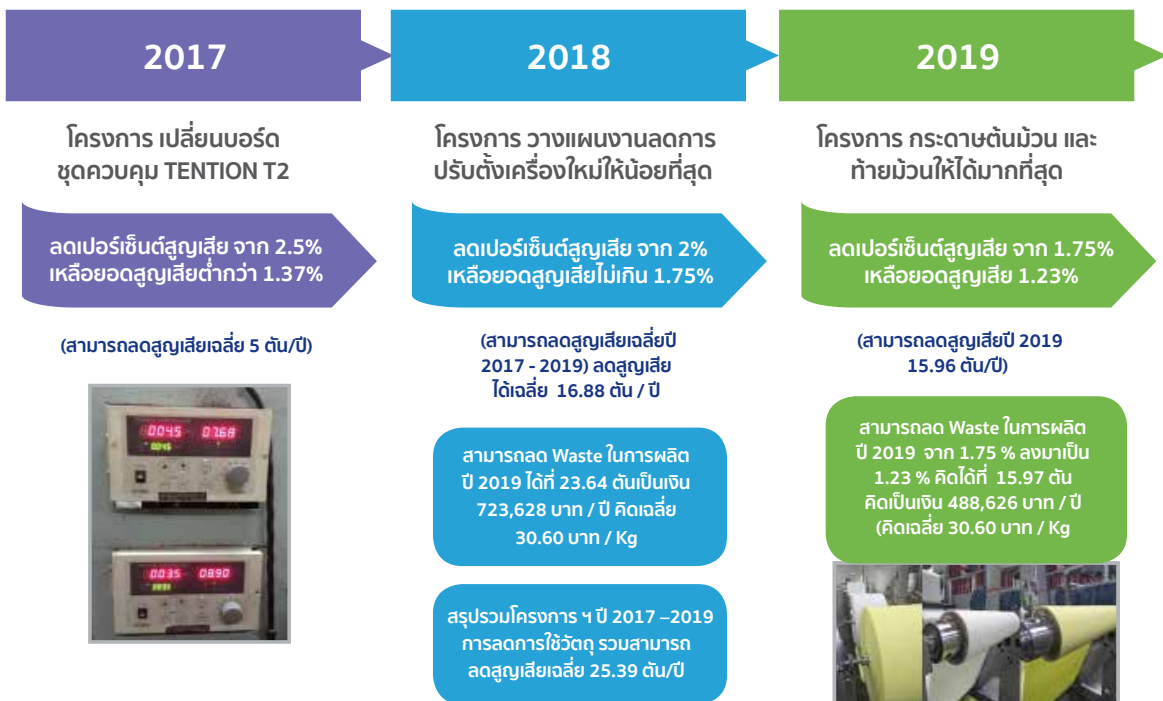 2017
โครงการ เปลี่ยนบอร์ด
ชุดควบคุม TENTION T2
ลดเปอร์เซ็นต์สูญเสีย จาก 2.5%
เหลือยอดสูญเสียต่ำกว่า 1.37%
(สามารถลดสูญเสียเฉลี่ย 5 ตัน/ปี)
0045 0768
0045
0035 0890
2018
โครงการ วางแผนงานลดการ
ปรับตั้งเครื่องใหม่ให้น้อยที่สุด
ลดเปอร์เซ็นต์สูญเสีย จาก 2%
เหลือยอดสูญเสียไม่เกิน 1.75%
(สามารถลดสูญเสียเฉลี่ยปี
2017 - 2019) ลดสูญเสีย
ได้เฉลี่ย 16.88 ตัน / ปี
สามารถลด Waste ในการผลิต
ปี 2019 ได้ที่ 23.64 ตันเป็นเงิน
723,628 บาท / ปี คิดเฉลี่ย
30.60 บาท / Kg
สรุปรวมโครงการ ฯ ปี 2017 –2019
การลดการใช้วัตถุ รวมสามารถ
ลดสูญเสียเฉลี่ย 25.39 ตัน/ปี
2019
โครงการ กระดาษต้นม้วน และ
ท้ายม้วนให้ได้มากที่สุด
ลดเปอร์เซ็นต์สูญเสีย จาก 1.75%
เหลือยอดสูญเสีย 1.23%
(สามารถลดสูญเสียปี 2019
15.96 ตัน/ปี)
สามารถลด Waste ในการผลิต
ปี 2019 จาก 1.75 % ลงมาเป็น
1.23 % คิดได้ที่ 15.97 ตัน
คิดเป็นเงิน 488,626 บาท / ปี
(คิดเฉลี่ย 30.60 บาท / Kg